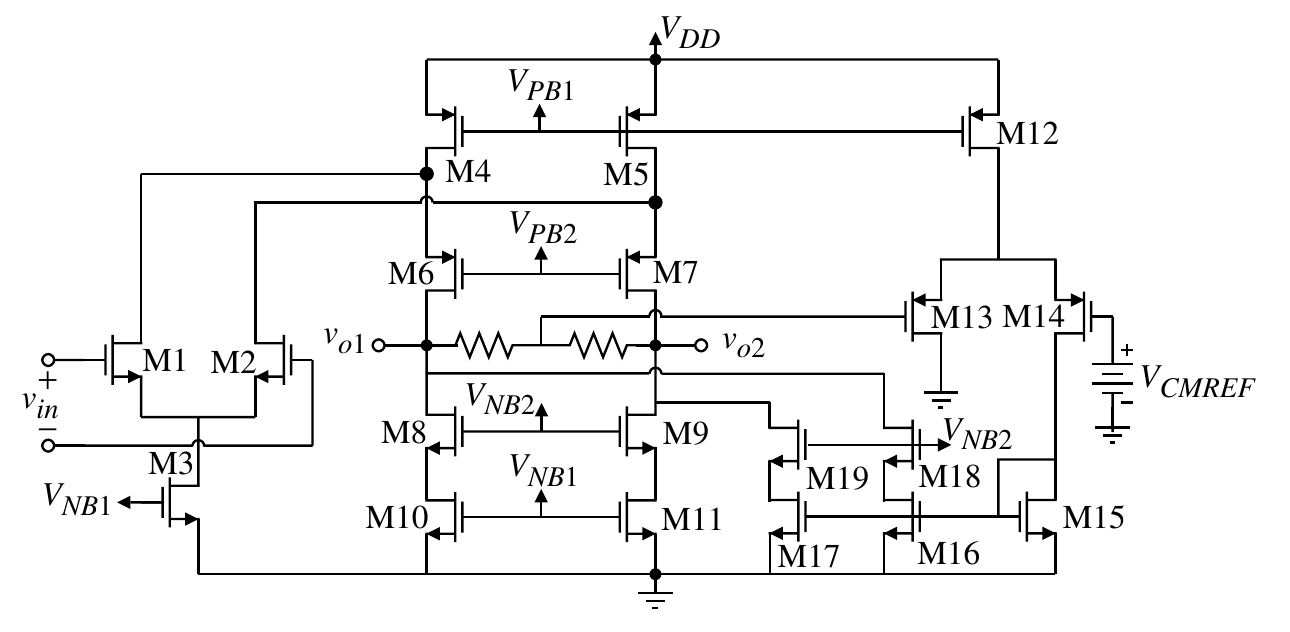 V_DD
V_PB1
M4
M5
M12
V_PB2
M6
M7
M13
M14
v_o1
v_o2
+
V_CMREF
−
M1
M2
+
v_in
−
V_NB2
M8
M9
V_NB2
M3
V_NB1
M19
M18
V_NB1
M10
M11
M15
M17
M16